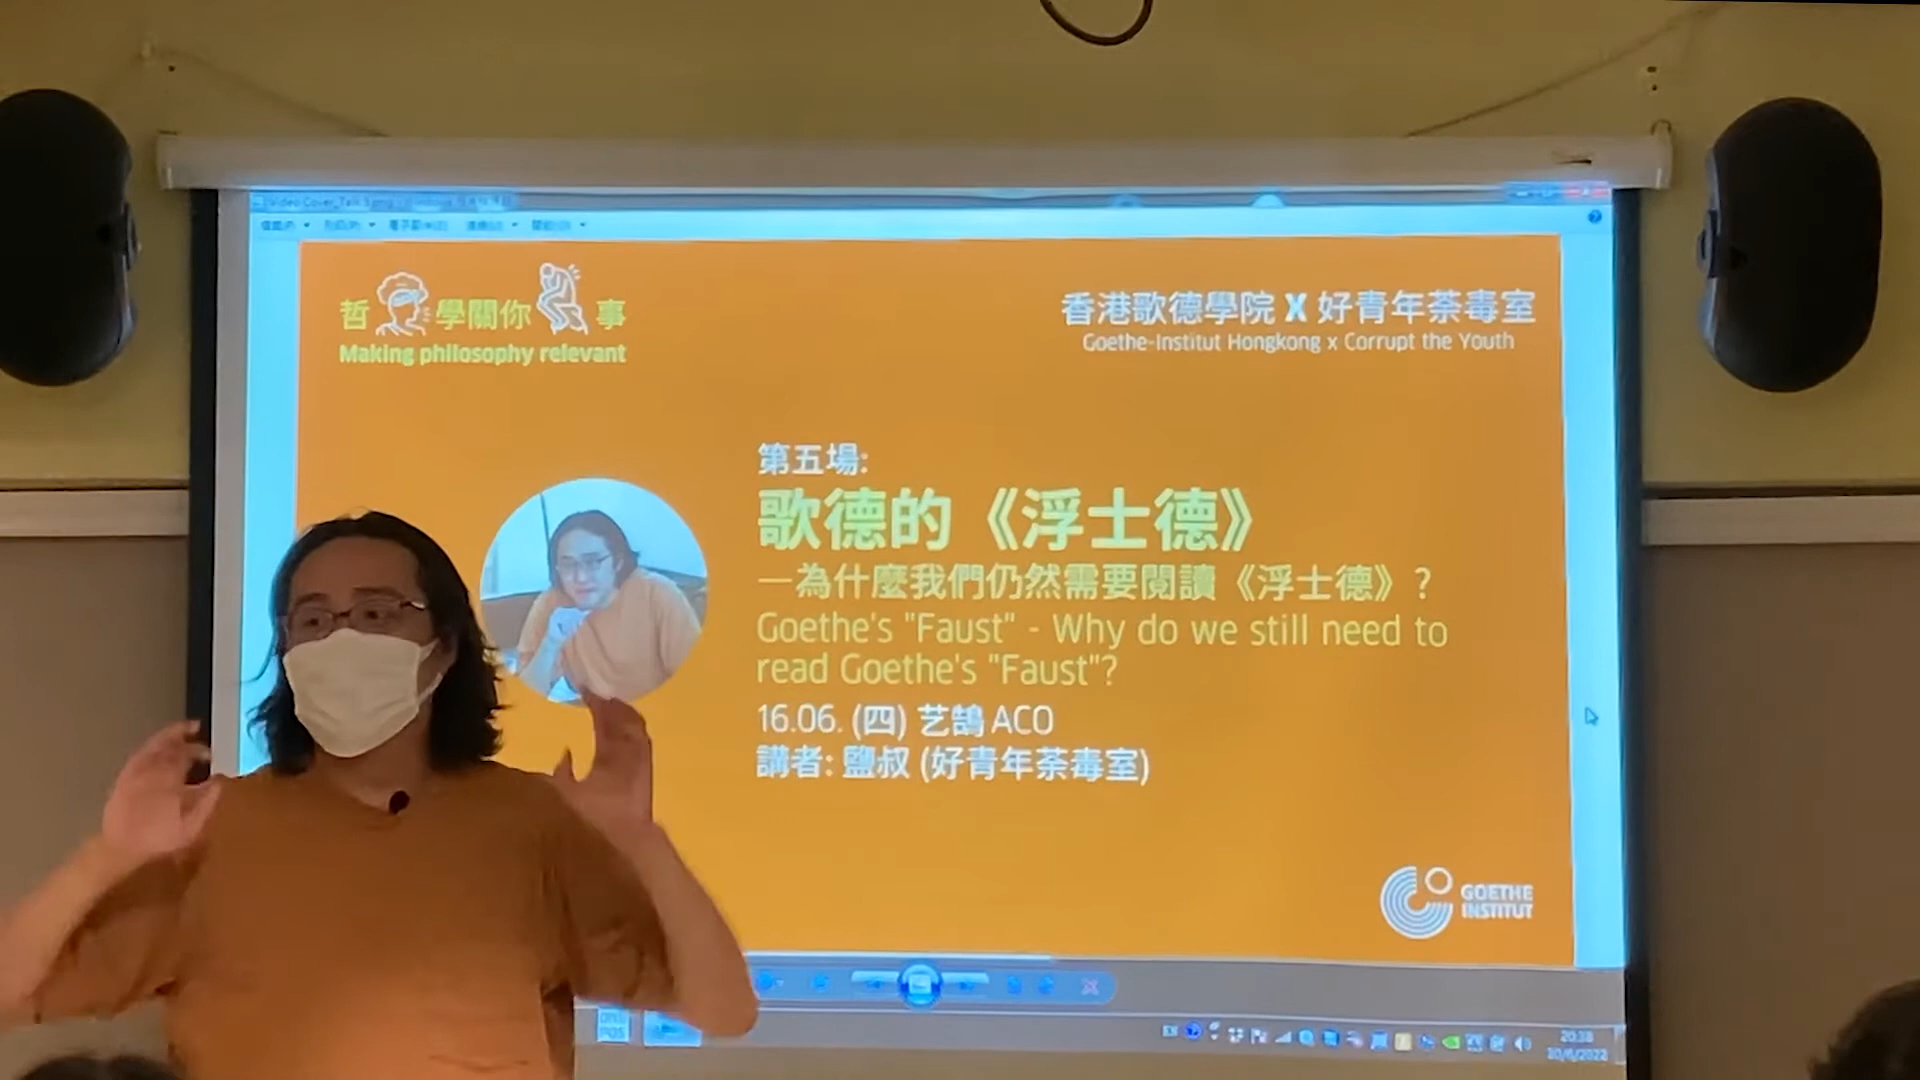 哲學關你事
Making philosophy relevant
香港歌德學院 X 好青年荼毒室
Goethe-Institut Hongkong x Corrupt the Youth
第五場:
歌德的《浮士德》
—為什麼我們仍然需要閱讀《浮士德》?
Goethe's "Faust" - Why do we still need to
read Goethe's "Faust"?
16.06. (四) 艺鵠 ACO
講者: 鹽叔 (好青年荼毒室)
GOETHE
INSTITUT
EN